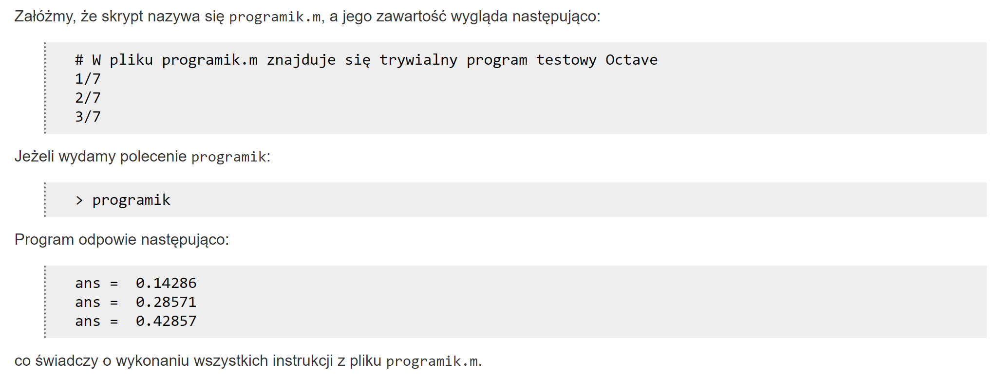 Załóżmy, że skrypt nazywa się programik.m, a jego zawartość wygląda następująco:
# W pliku programik.m znajduje się trywialny program testowy Octave
1/7
2/7
3/7
Jeżeli wydamy polecenie programik:
> programik
Program odpowie następująco:
ans =  0.14286
ans =  0.28571
ans =  0.42857
co świadczy o wykonaniu wszystkich instrukcji z pliku programik.m.